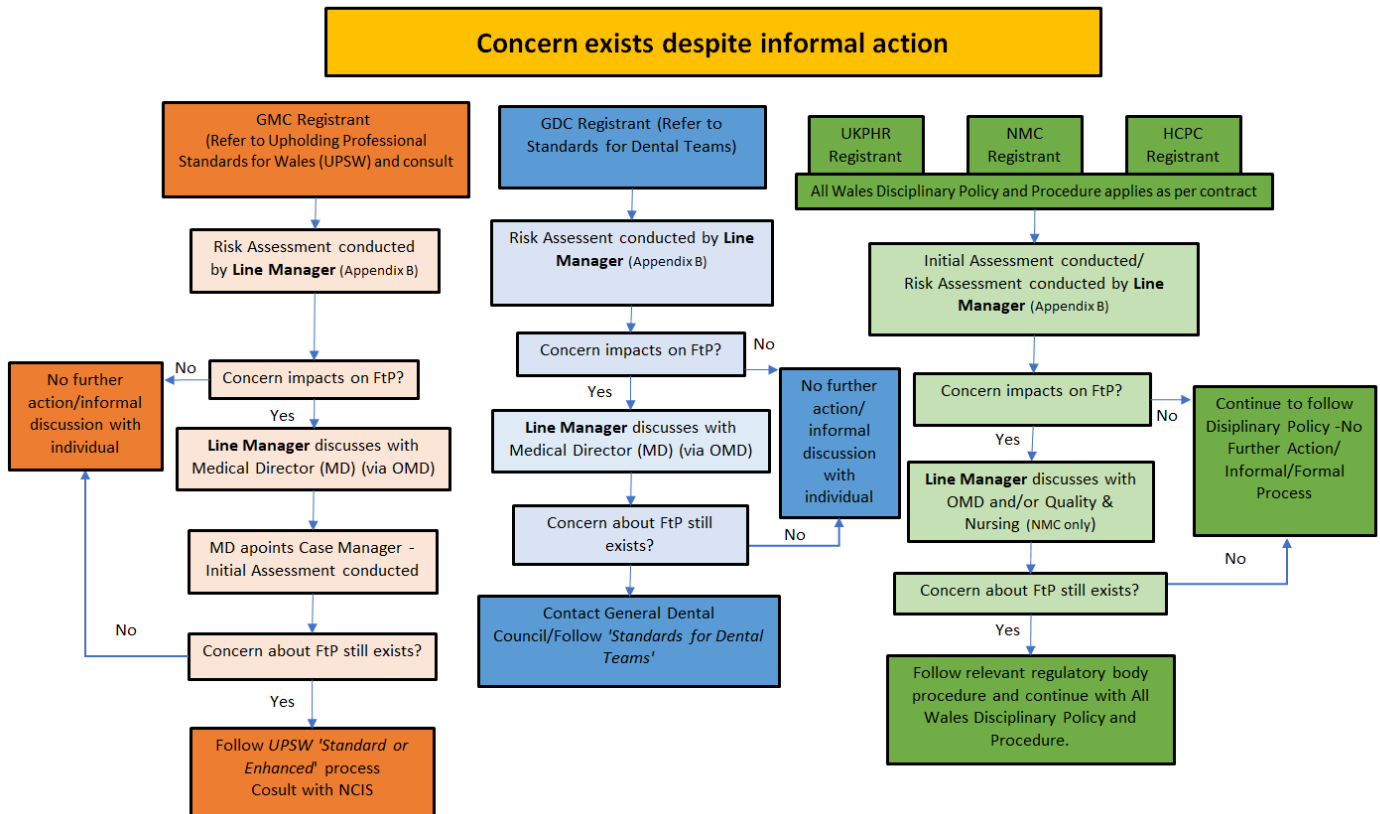 Concern exists despite informal action
GMC Registrant
(Refer to Upholding Professional
Standards for Wales (UPSW) and consult
Risk Assessment conducted
by Line Manager (Appendix B)
Concern impacts on FtP?
No
No further
action/informal
discussion with
individual
Yes
Line Manager discusses with
Medical Director (MD) (via OMD)
MD apoints Case Manager -
Initial Assessment conducted
Concern about FtP still exists?
No
Yes
Follow UPSW 'Standard or
Enhanced' process
Cosult with NCIS
GDC Registrant (Refer to
Standards for Dental Teams)
Risk Assessent conducted by Line
Manager (Appendix B)
Concern impacts on FtP?
No
Yes
No further
action/
informal
discussion
with
individual
Line Manager discusses with
Medical Director (MD) (via OMD)
Concern about FtP still
exists?
No
Contact General Dental
Council/Follow 'Standards for Dental
Teams'
UKPHR
Registrant
NMC
Registrant
HCPC
Registrant
All Wales Disciplinary Policy and Procedure applies as per contract
Initial Assessment conducted/
Risk Assessment conducted by Line
Manager (Appendix B)
Concern impacts on FtP?
No
Yes
Continue to follow
Disiplinary Policy -No
Further Action/
Informal/Formal
Process
Line Manager discusses with
OMD and/or Quality &
Nursing (NMC only)
Concern about FtP still exists?
No
Yes
Follow relevant regulatory body
procedure and continue with All
Wales Disciplinary Policy and
Procedure.